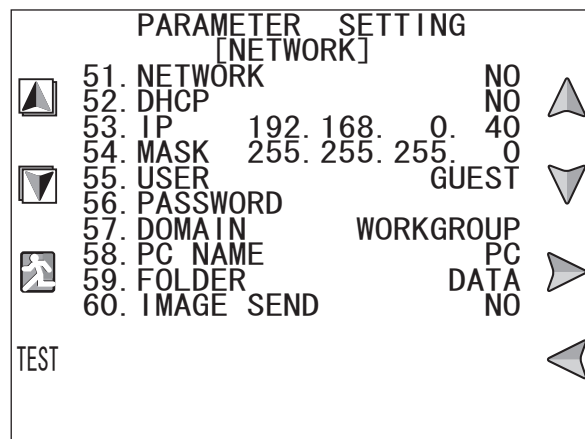 PARAMETER SETTING
[NETWORK]
51. NETWORK NO
52. DHCP NO
53. IP 192. 168. 0. 40
54. MASK 255. 255. 255. 0
55. USER GUEST
56. PASSWORD
57. DOMAIN WORKGROUP
58. PC NAME PC
59. FOLDER DATA
60. IMAGE SEND NO
TEST